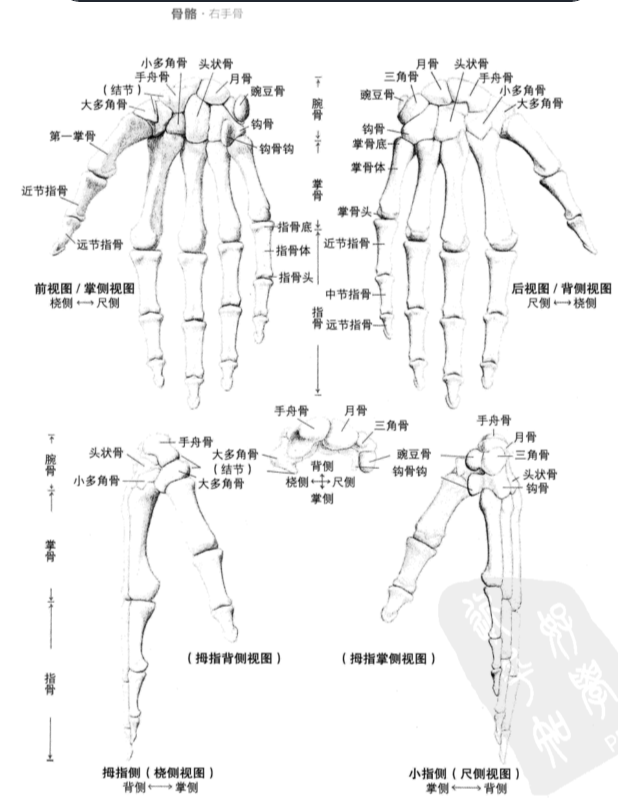 骨骼·右手骨
小多角骨
头状骨
手舟骨
月骨
（结节）
豌豆骨
大多角骨
钩骨
第一掌骨
钩骨钩
近节指骨
指骨底
远节指骨
指骨体
指骨头
前视图/掌侧视图
桡侧⟷尺侧
腕骨
掌骨
指骨
月骨
头状骨
三角骨
手舟骨
豌豆骨
小多角骨
大多角骨
钩骨
掌骨底
掌骨体
掌骨头
近节指骨
中节指骨
远节指骨
后视图/背侧视图
尺侧⟷桡侧
手舟骨
月骨
三角骨
大多角骨
（结节）
豌豆骨
钩骨钩
背侧
桡侧 尺侧
掌侧
腕骨
掌骨
指骨
手舟骨
头状骨
小多角骨
大多角骨
（拇指背侧视图）
拇指侧（桡侧视图）
背侧⟷掌侧
手舟骨
月骨
三角骨
头状骨
钩骨
（拇指掌侧视图）
小指侧（尺侧视图）
掌侧⟷背侧